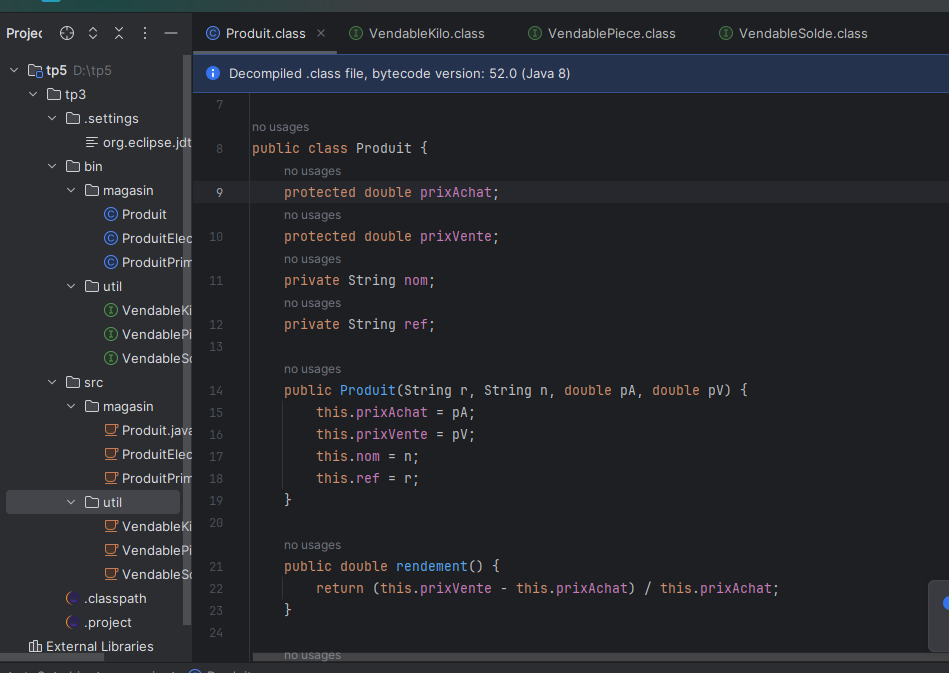 Projec
Produit.class
VendableKilo.class
VendablePiece.class
VendableSolde.class
tp5 D:\tp5
tp3
.settings
org.eclipse.jdt
bin
magasin
Produit
ProduitElec
ProduitPrim
util
VendableKi
VendablePi
VendableSo
src
magasin
Produit.java
ProduitElec
ProduitPrim
util
VendableKi
VendablePi
VendableSo
.classpath
.project
External Libraries
Decompiled .class file, bytecode version: 52.0 (Java 8)
7
no usages
8 public class Produit {
no usages
9 protected double prixAchat;
no usages
10 protected double prixVente;
no usages
11 private String nom;
no usages
12 private String ref;
13
no usages
14 public Produit(String r, String n, double pA, double pV) {
15 this.prixAchat = pA;
16 this.prixVente = pV;
17 this.nom = n;
18 this.ref = r;
19 }
20
no usages
21 public double rendement() {
22 return (this.prixVente - this.prixAchat) / this.prixAchat;
23 }
24
no usages